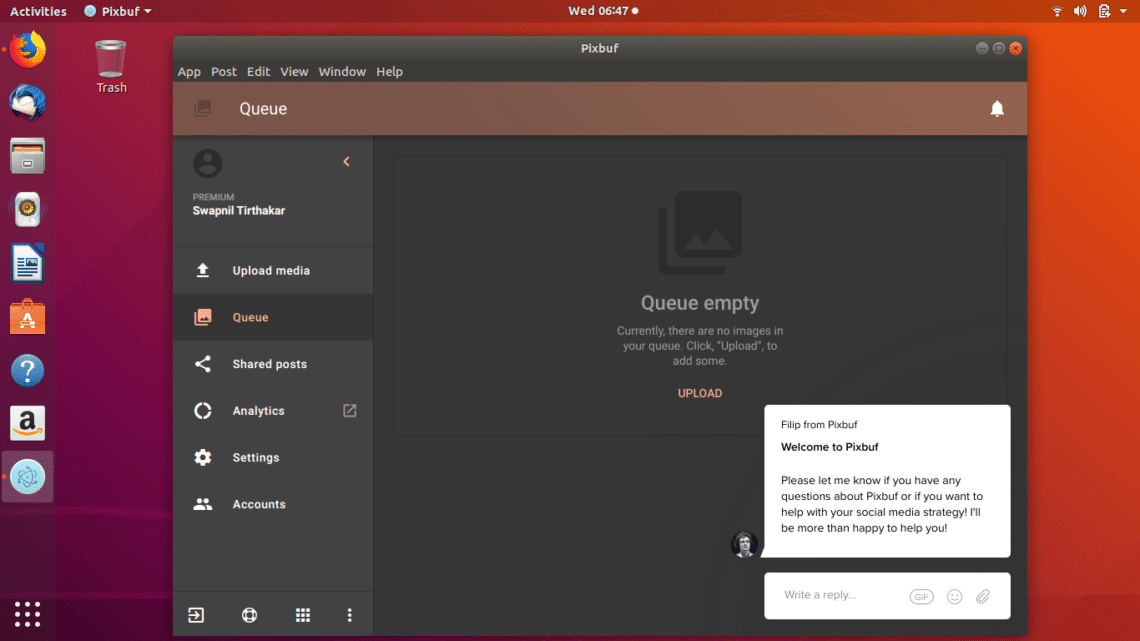 Activities
Pixbuf
Wed 06:47
Trash
Pixbuf
App Post Edit View Window Help
Queue
PREMIUM
Swapnil Tirthakar
Upload media
Queue
Shared posts
Analytics
Settings
Accounts
Queue empty
Currently, there are no images in
your queue. Click, “Upload”, to
add some.
UPLOAD
Filip from Pixbuf
Welcome to Pixbuf
Please let me know if you have any
questions about Pixbuf or if you want to
help with your social media strategy! I'll
be more than happy to help you!
Write a reply...
GIF